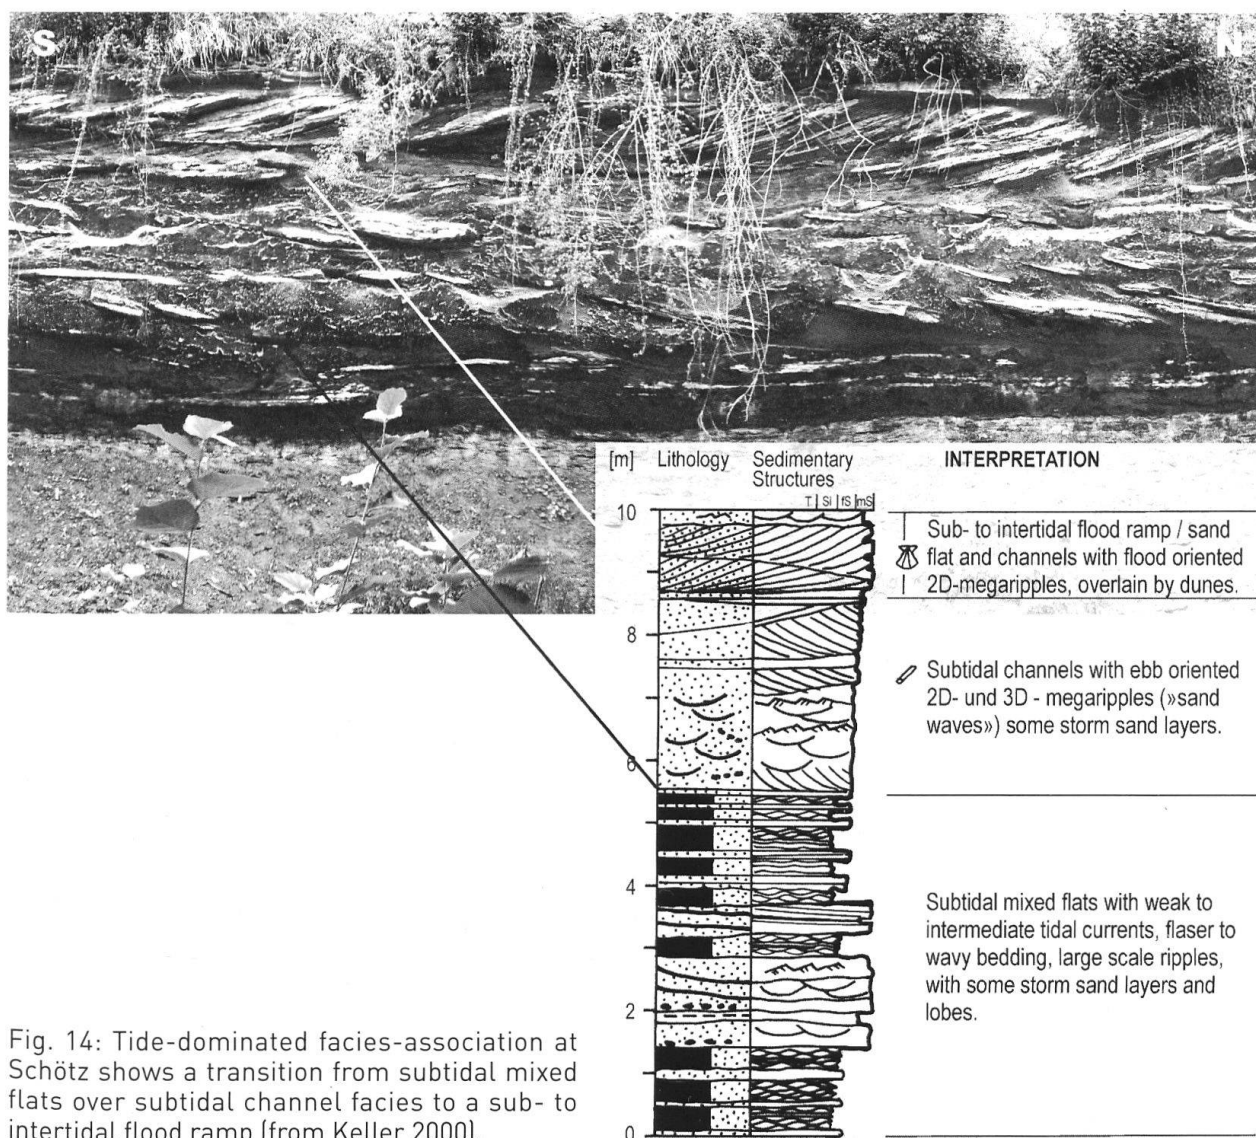 S
N
[m] Lithology Sedimentary Structures INTERPRETATION
T | Si | fS | mS
10
8
6
4
2
0
Sub- to intertidal flood ramp / sand
flat and channels with flood oriented
2D-megaripples, overlain by dunes.
Subtidal channels with ebb oriented
2D- und 3D - megaripples (»sand
waves») some storm sand layers.
Subtidal mixed flats with weak to
intermediate tidal currents, flaser to
wavy bedding, large scale ripples,
with some storm sand layers and
lobes.
Fig. 14: Tide-dominated facies-association at
Schötz shows a transition from subtidal mixed
flats over subtidal channel facies to a sub- to
intertidal flood ramp (from Keller 2000).